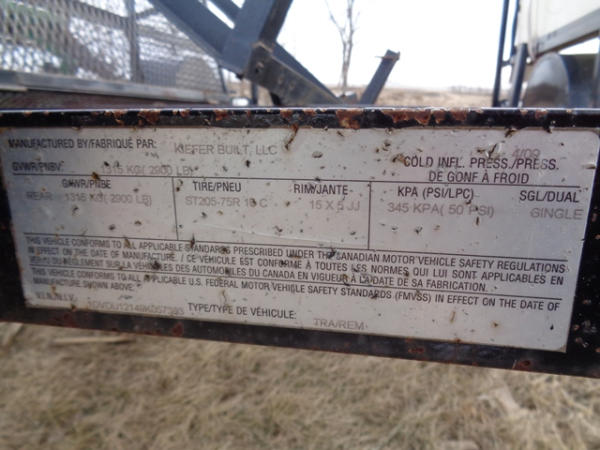 MANUFACTURED BY/FABRIQUÉ PAR: KIEFER BUILT, LLC 4/09
GVWR/PNBV: 1315 KG( 2900 LB) COLD INFL. PRESS./PRESS. DE GONF À FROID
GAWR/PNBE TIRE/PNEU RIM/JANTE KPA (PSI/LPC) SGL/DUAL
REAR 1315 KG( 2900 LB) ST205-75R 15 C 15 X 5 JJ 345 KPA( 50 PSI) SINGLE
THIS VEHICLE CONFORMS TO ALL APPLICABLE STANDARDS PRESCRIBED UNDER THE CANADIAN MOTOR VEHICLE SAFETY REGULATIONS
IN EFFECT ON THE DATE OF MANUFACTURE. / CE VÉHICULE EST CONFORME À TOUTES LES NORMES QUI LUI SONT APPLICABLES EN
VERTU DU RÈGLEMENT SUR LA SÉCURITÉ DES VÉHICULES AUTOMOBILES DU CANADA EN VIGUEUR À LA DATE DE SA FABRICATION.
THIS VEHICLE CONFORMS TO ALL APPLICABLE U.S. FEDERAL MOTOR VEHICLE SAFETY STANDARDS (FMVSS) IN EFFECT ON THE DATE OF
MANUFACTURE SHOWN ABOVE.
V.I.N./N.I.V.: TYPE/TYPE DE VÉHICULE: TRA/REM